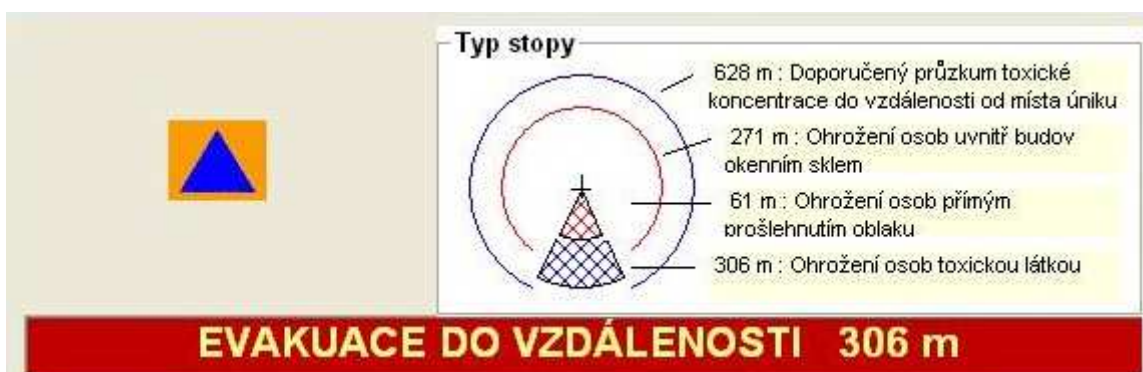 Typ stopy
628 m : Doporučený průzkum toxické
koncentrace do vzdálenosti od místa úniku
271 m : Ohrožení osob uvnitř budov
okenním sklem
61 m : Ohrožení osob přímým
prošlehnutím oblaku
306 m : Ohrožení osob toxickou látkou
EVAKUACE DO VZDÁLENOSTI 306 m